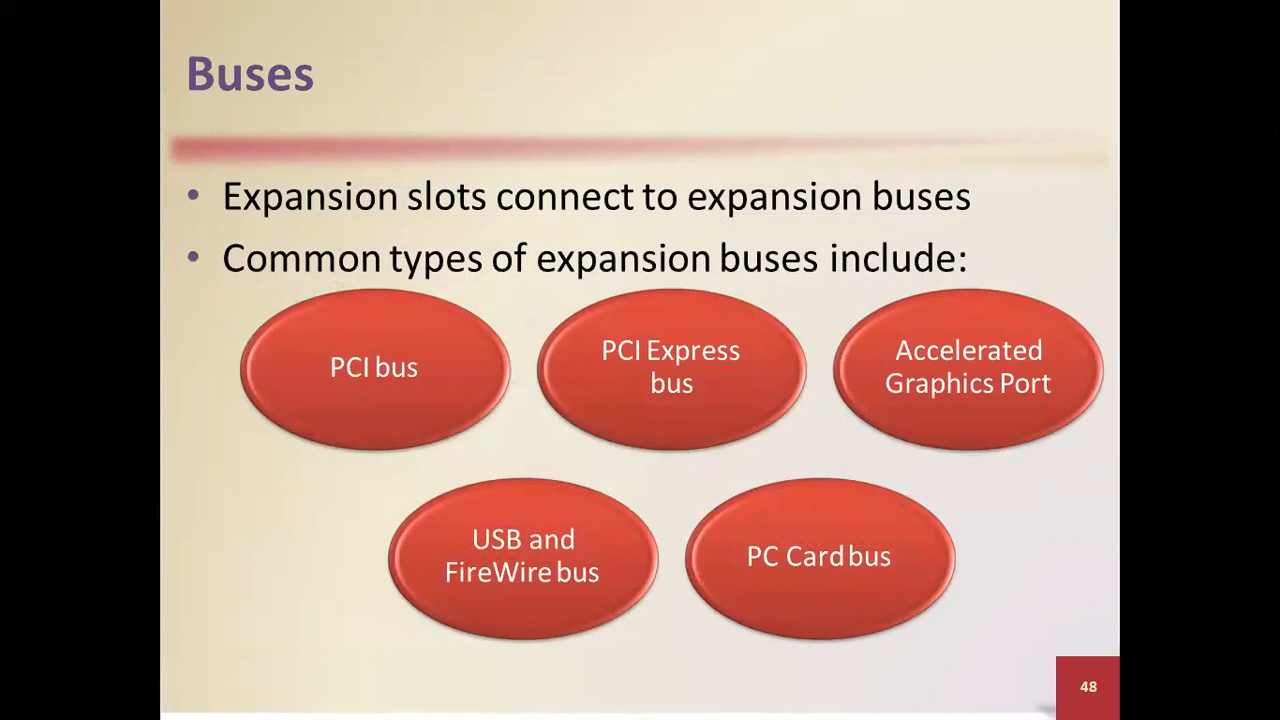 Buses
• Expansion slots connect to expansion buses
• Common types of expansion buses include:
PCI bus
PCI Express
bus
Accelerated
Graphics Port
USB and
FireWire bus
PC Card bus
48